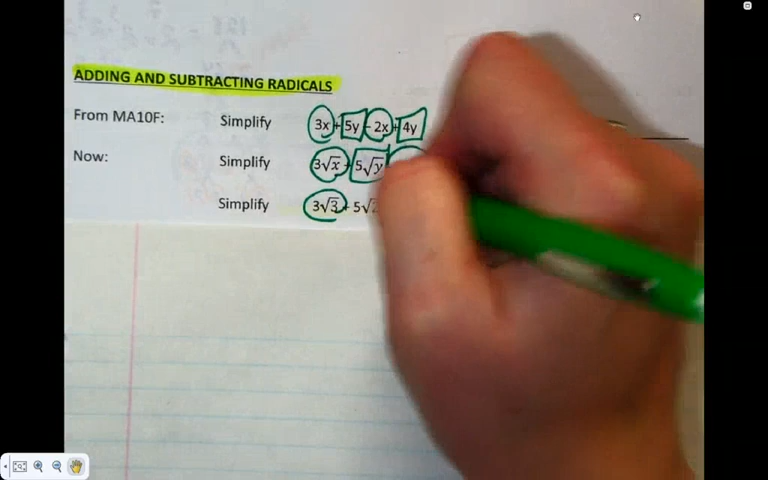 ADDING AND SUBTRACTING RADICALS
From MA10F: Simplify 3x + 5y - 2x + 4y
Now: Simplify 3√x + 5√y
Simplify 3√3 + 5√